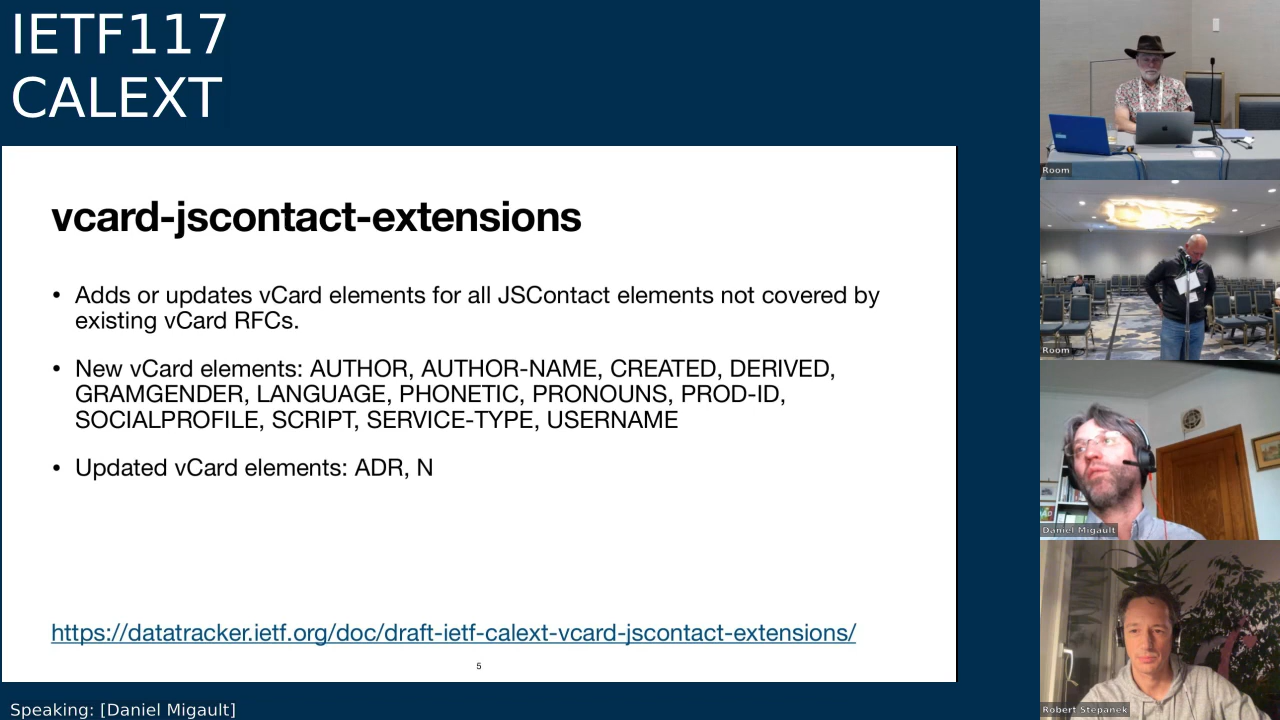 IETF117
CALEXT
vcard-jscontact-extensions
• Adds or updates vCard elements for all JSContact elements not covered by
existing vCard RFCs.
• New vCard elements: AUTHOR, AUTHOR-NAME, CREATED, DERIVED,
GRAMGENDER, LANGUAGE, PHONETIC, PRONOUNS, PROD-ID,
SOCIALPROFILE, SCRIPT, SERVICE-TYPE, USERNAME
• Updated vCard elements: ADR, N
https://datatracker.ietf.org/doc/draft-ietf-calext-vcard-jscontact-extensions/
5
Speaking: [Daniel Migault]
Room
Room
Daniel Migault
Robert Stepanek